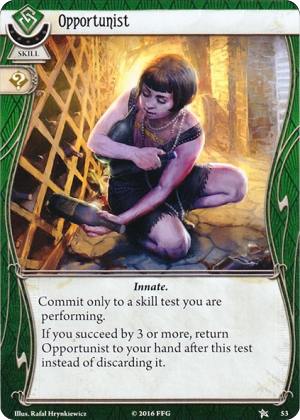 Opportunist
SKILL
?
Innate.
Commit only to a skill test you are
performing.
If you succeed by 3 or more, return
Opportunist to your hand after this test
instead of discarding it.
Illus. Rafal Hrynkiewicz
© 2016 FFG
53